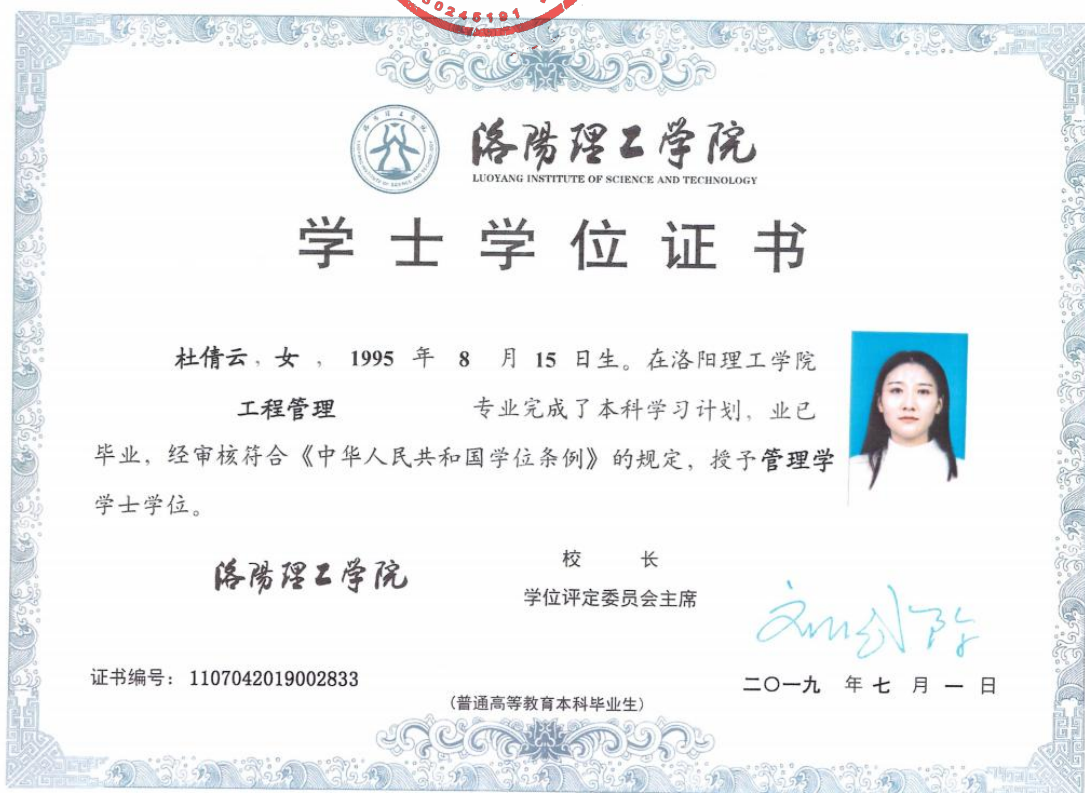 30245191
洛阳理工学院
LUOYANG INSTITUTE OF SCIENCE AND TECHNOLOGY
学士学位证书
杜倩云，女，1995 年 8 月 15 日生。在洛阳理工学院
工程管理 专业完成了本科学习计划，业已
毕业，经审核符合《中华人民共和国学位条例》的规定，授予管理学
学士学位。
洛阳理工学院
校 长
学位评定委员会主席
证书编号：1107042019002833
二〇一九 年 七 月 一 日
(普通高等教育本科毕业生)